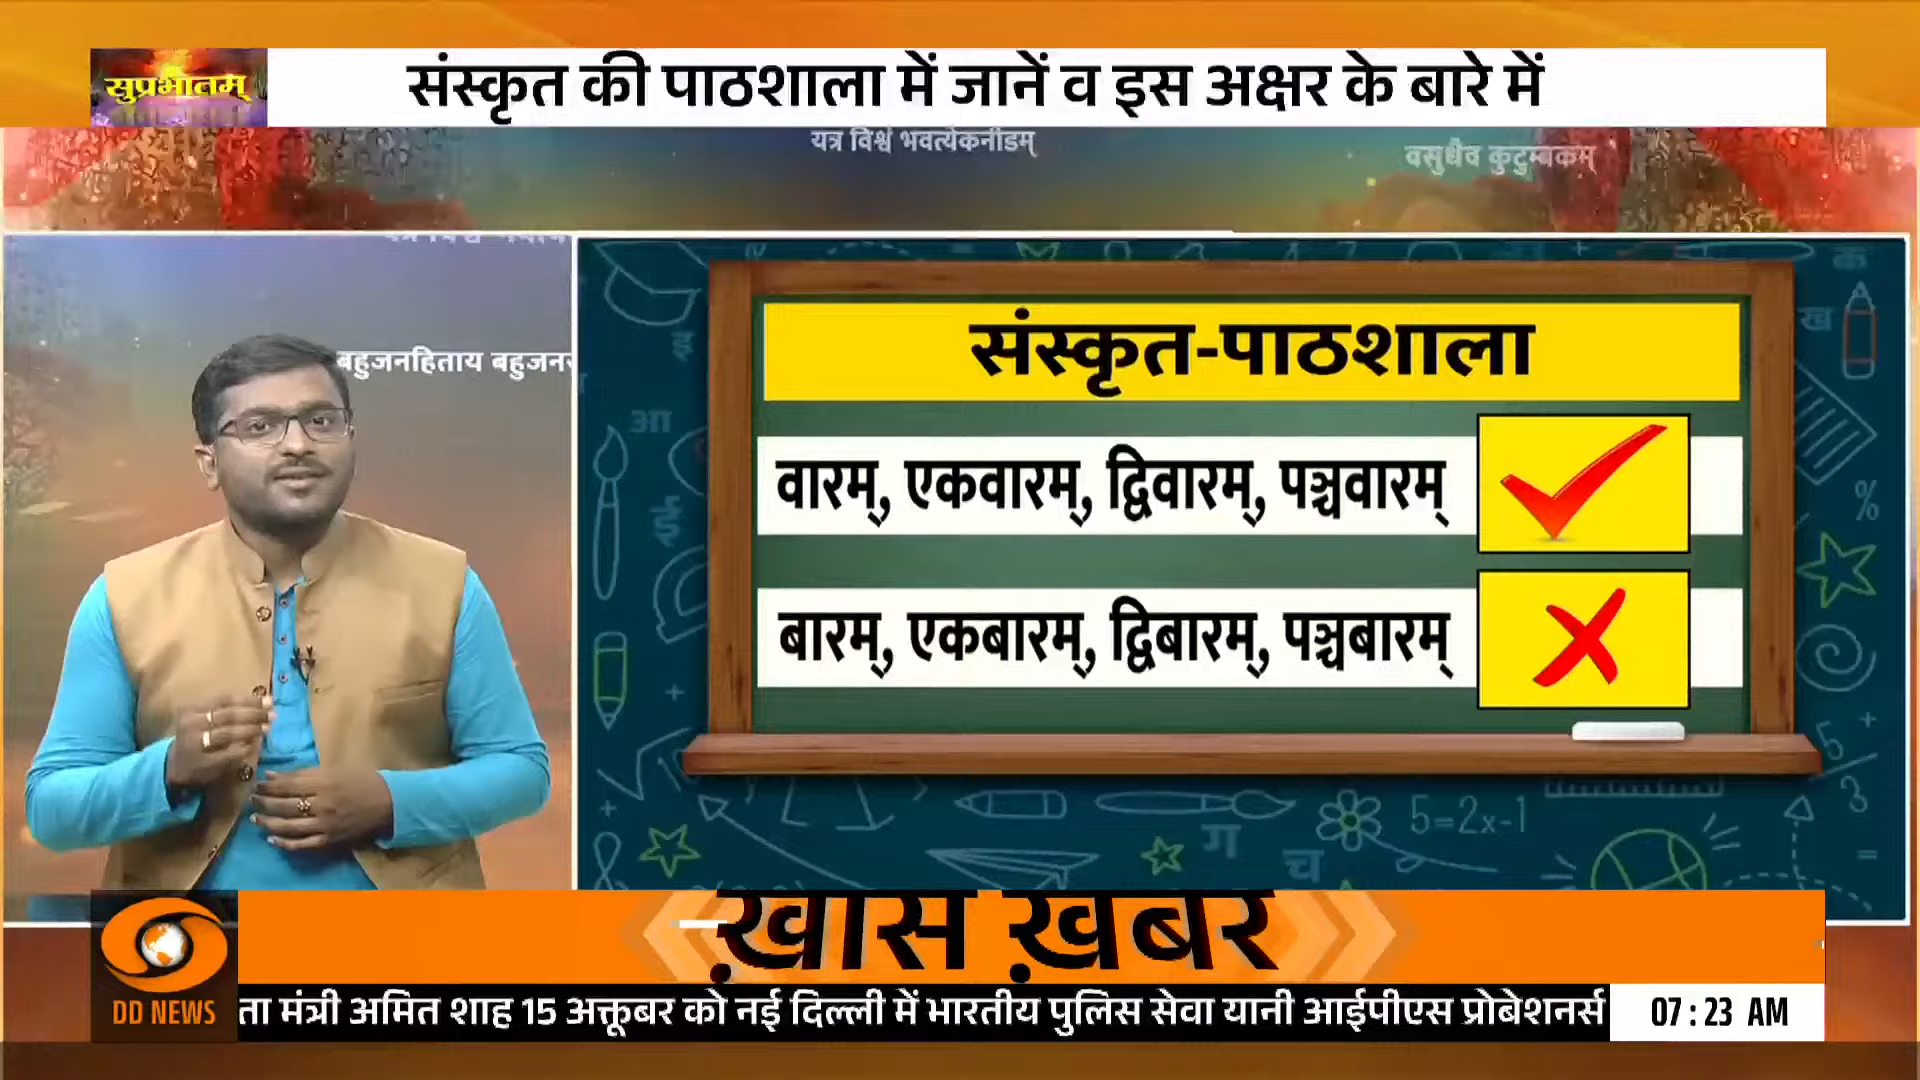 सुप्रभातम्
संस्कृत की पाठशाला में जानें व इस अक्षर के बारे में
यत्र विश्वं भवत्येकनीडम्
वसुधैव कुटुम्बकम्
बहुजनहिताय
संस्कृत-पाठशाला
वारम्, एकवारम्, द्विवारम्, पञ्चवारम्
बारम्, एकबारम्, द्विबारम्, पञ्चबारम्
इ
आ
ई
क
ख
%
5
3
5=2x-1
ग
च
ख़ास ख़बर
DD NEWS
मंत्री अमित शाह 15 अक्तूबर को नई दिल्ली में भारतीय पुलिस सेवा यानी आईपीएस प्रोबेशनर्स
07:23 AM